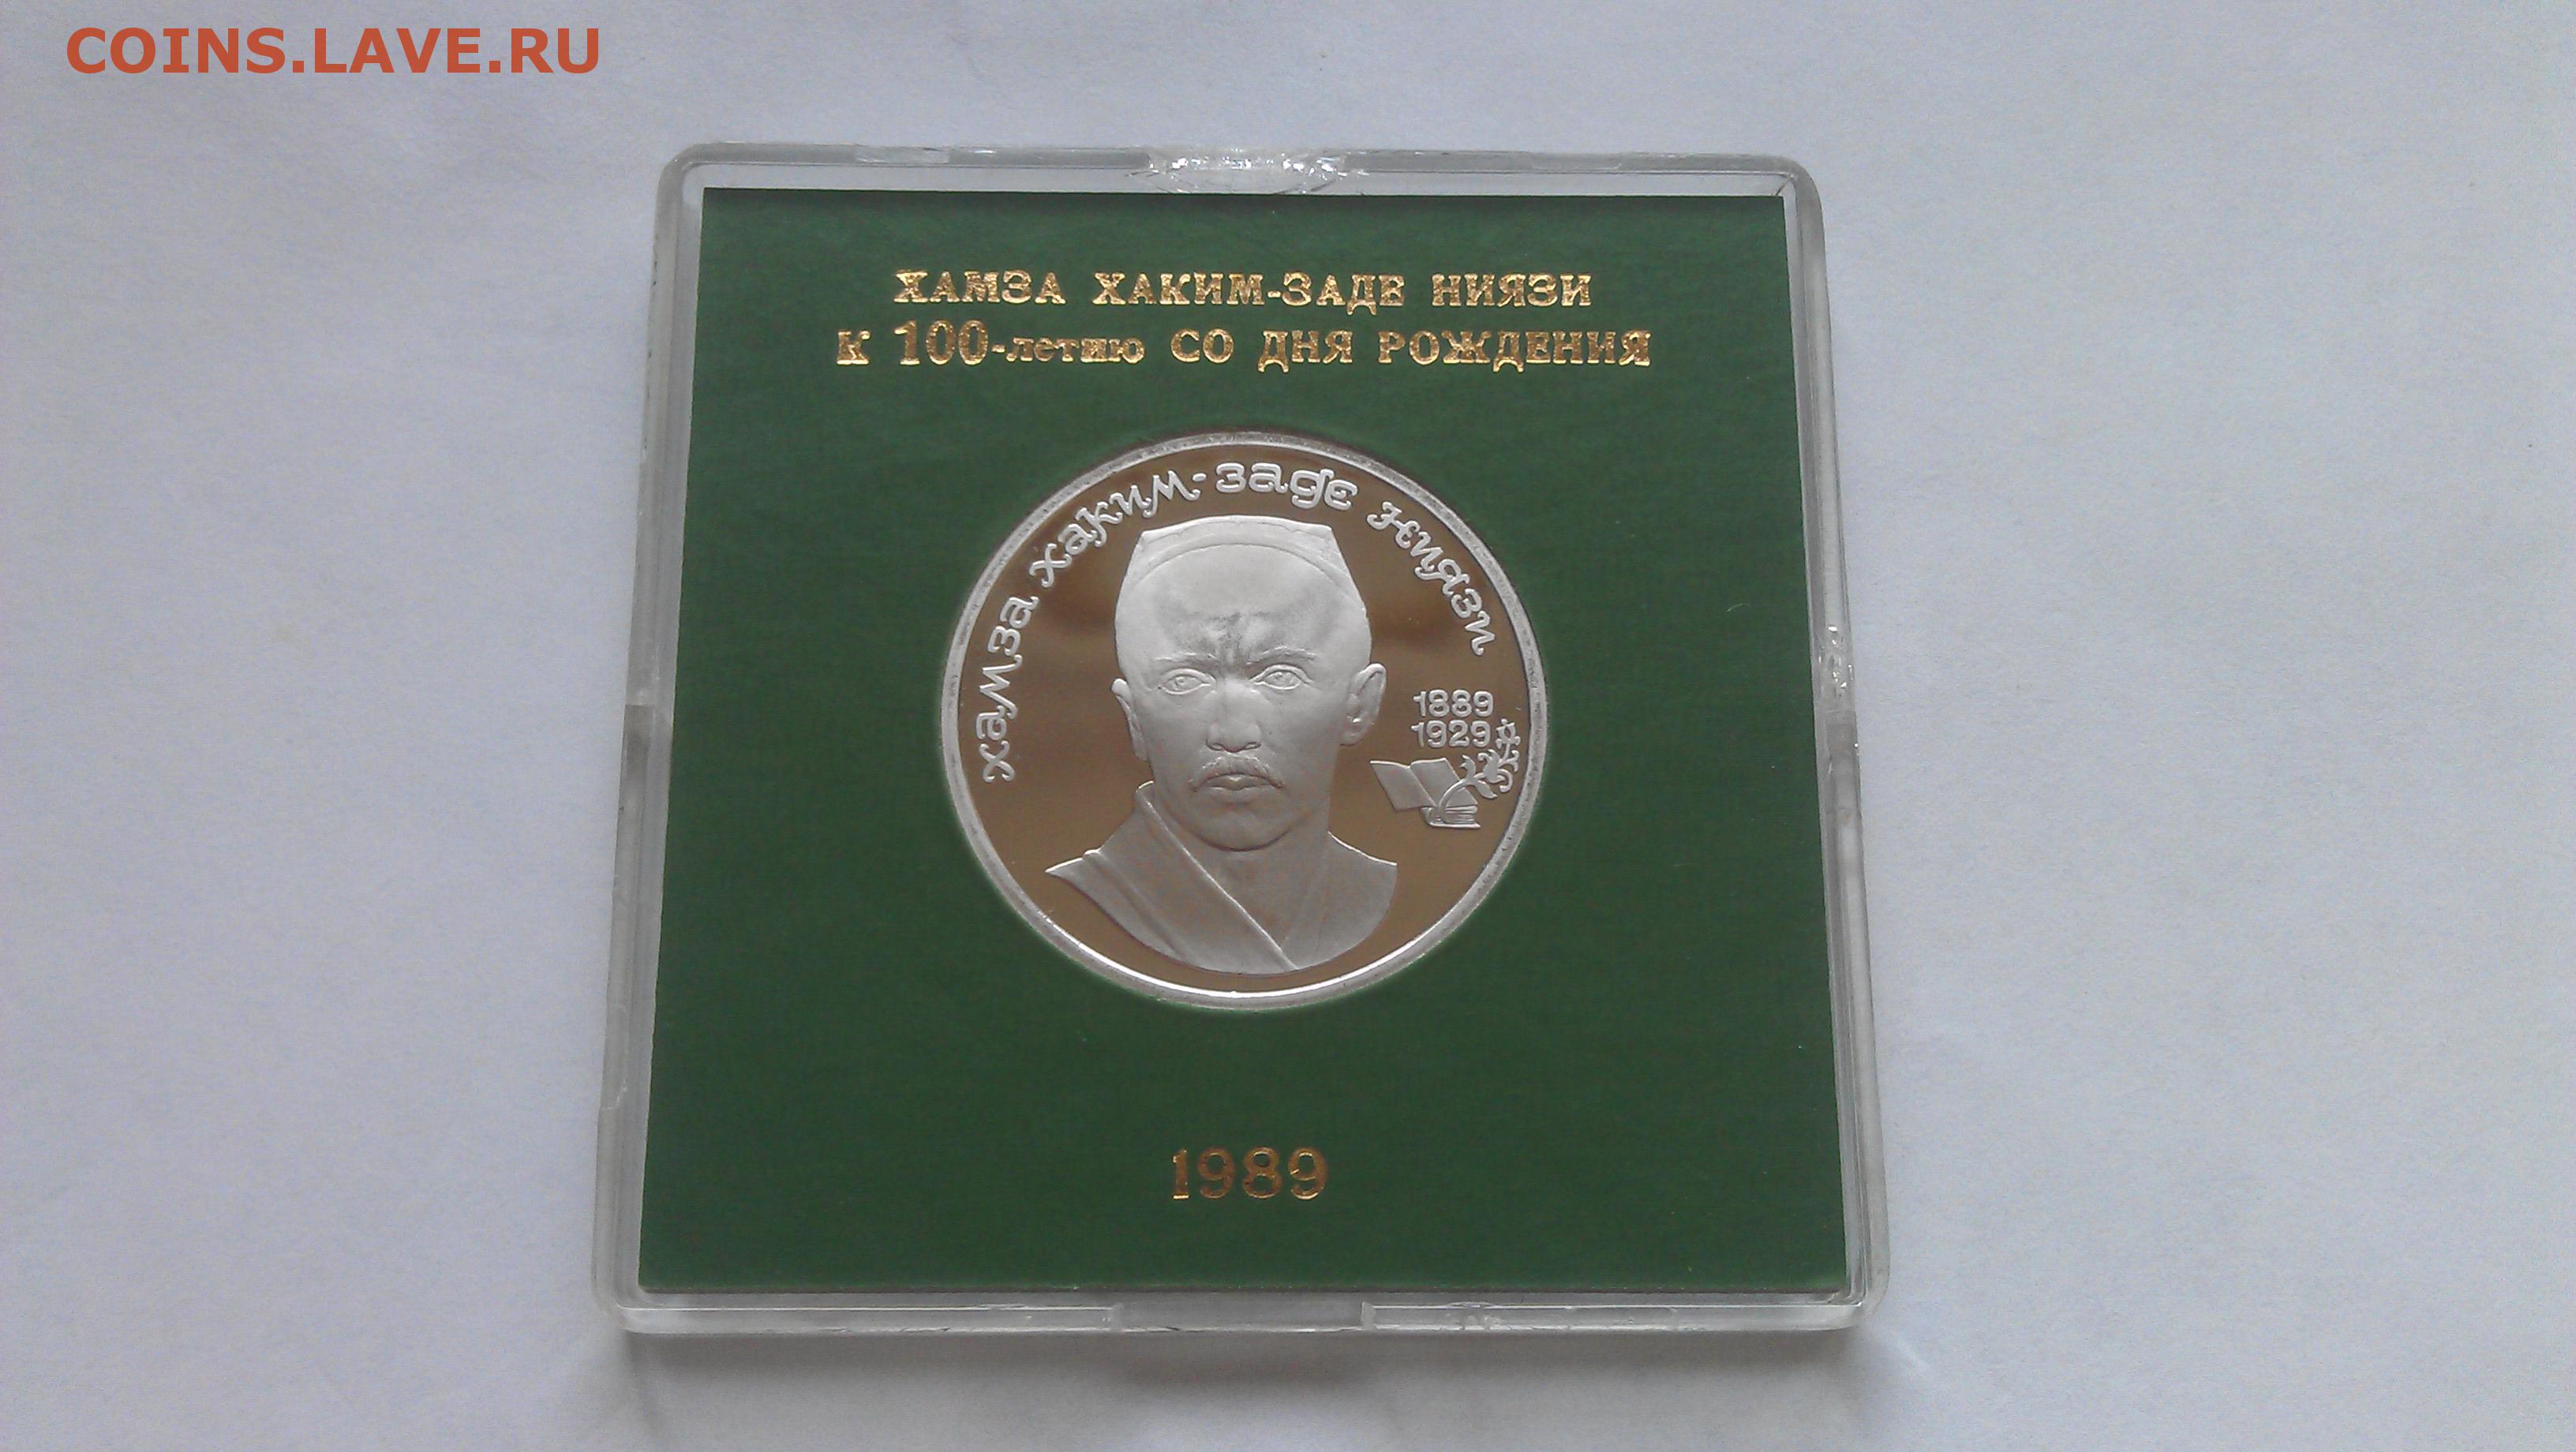 COINS.LAVE.RU
ХАМЗА ХАКИМ-ЗАДЕ НИЯЗИ
К 100-летию СО ДНЯ РОЖДЕНИЯ
хамза хаким-заде ниязи
1889
1929
1989